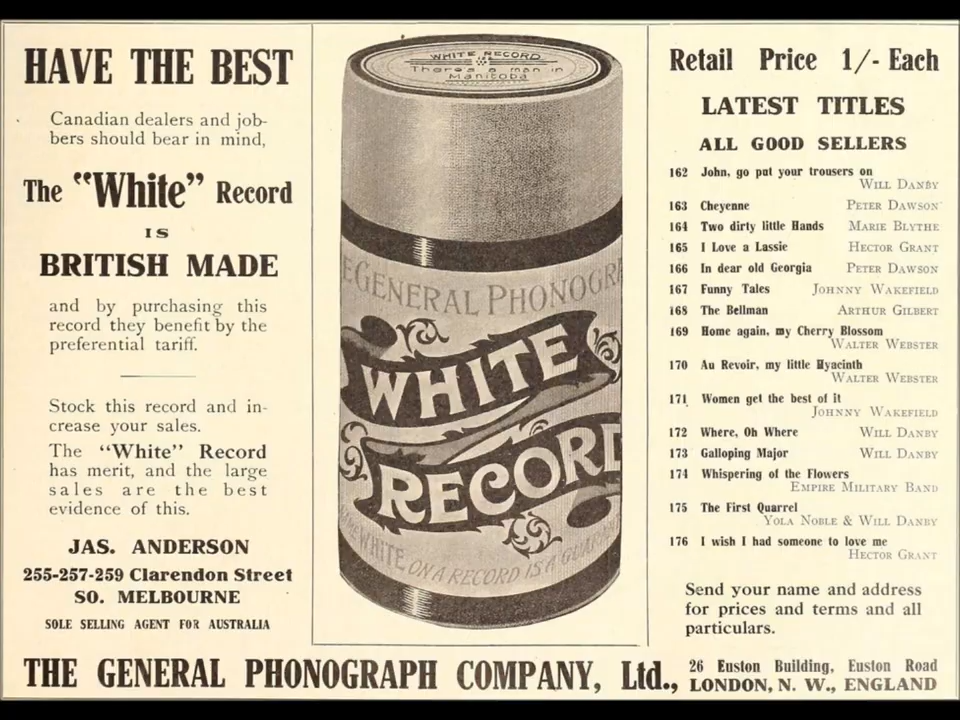 HAVE THE BEST
Canadian dealers and job-
bers should bear in mind,
The "White" Record
IS
BRITISH MADE
and by purchasing this
record they benefit by the
preferential tariff.
Stock this record and in-
crease your sales.
The "White" Record
has merit, and the large
sales are the best
evidence of this.
JAS. ANDERSON
255-257-259 Clarendon Street
SO. MELBOURNE
SOLE SELLING AGENT FOR AUSTRALIA
WHITE RECORD
There's a man in
Manitoba
GENERAL PHONOGR
WHITE
RECORD
WHITE ON A RECORD IS A GUARAN
Retail Price 1/- Each
LATEST TITLES
ALL GOOD SELLERS
162 John, go put your trousers on
WILL DANBY
163 Cheyenne PETER DAWSON
164 Two dirty little Hands MARIE BLYTHE
165 I Love a Lassie HECTOR GRANT
166 In dear old Georgia PETER DAWSON
167 Funny Tales JOHNNY WAKEFIELD
168 The Bellman ARTHUR GILBERT
169 Home again, my Cherry Blossom
WALTER WEBSTER
170 Au Revoir, my little Hyacinth
WALTER WEBSTER
171 Women get the best of it
JOHNNY WAKEFIELD
172 Where, Oh Where WILL DANBY
173 Galloping Major WILL DANBY
174 Whispering of the Flowers
EMPIRE MILITARY BAND
175 The First Quarrel
YOLA NOBLE & WILL DANBY
176 I wish I had someone to love me
HECTOR GRANT
Send your name and address
for prices and terms and all
particulars.
THE GENERAL PHONOGRAPH COMPANY, Ltd., 26 Euston Building, Euston Road
LONDON, N. W., ENGLAND